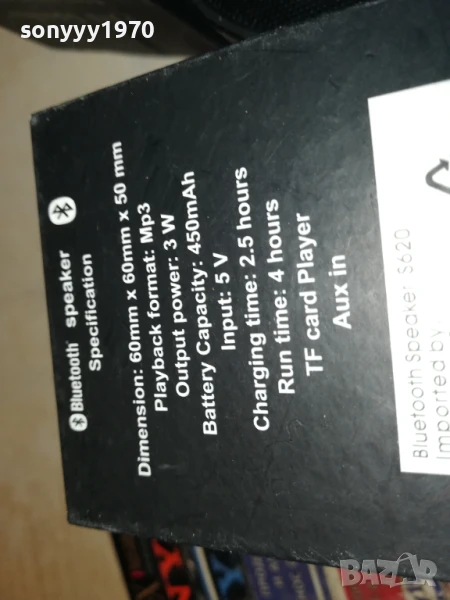 sonyyy1970
Bluetooth speaker
Specification
Dimension: 60mm x 60mm x 50 mm
Playback format: Mp3
Output power: 3 W
Battery Capacity: 450mAh
Input: 5 V
Charging time: 2.5 hours
Run time: 4 hours
TF card Player
Aux in
Bluetooth Speaker S620
Imported by
BAZAR